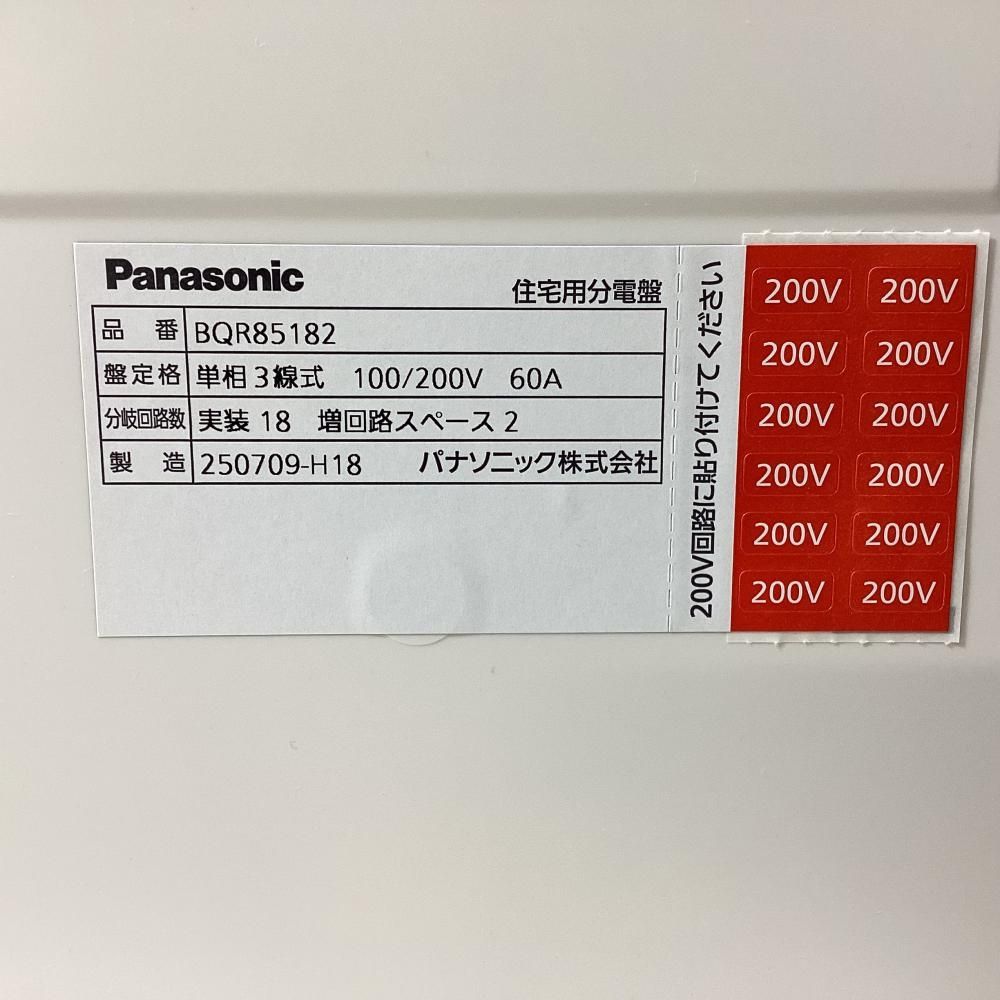 Panasonic
住宅用分電盤
品番 BQR85182
盤定格 単相3線式 100/200V 60A
分岐回路数 実装 18 増回路スペース 2
製造 250709-H18 パナソニック株式会社
200V回路に貼り付けてください
200V 200V
200V 200V
200V 200V
200V 200V
200V 200V
200V 200V